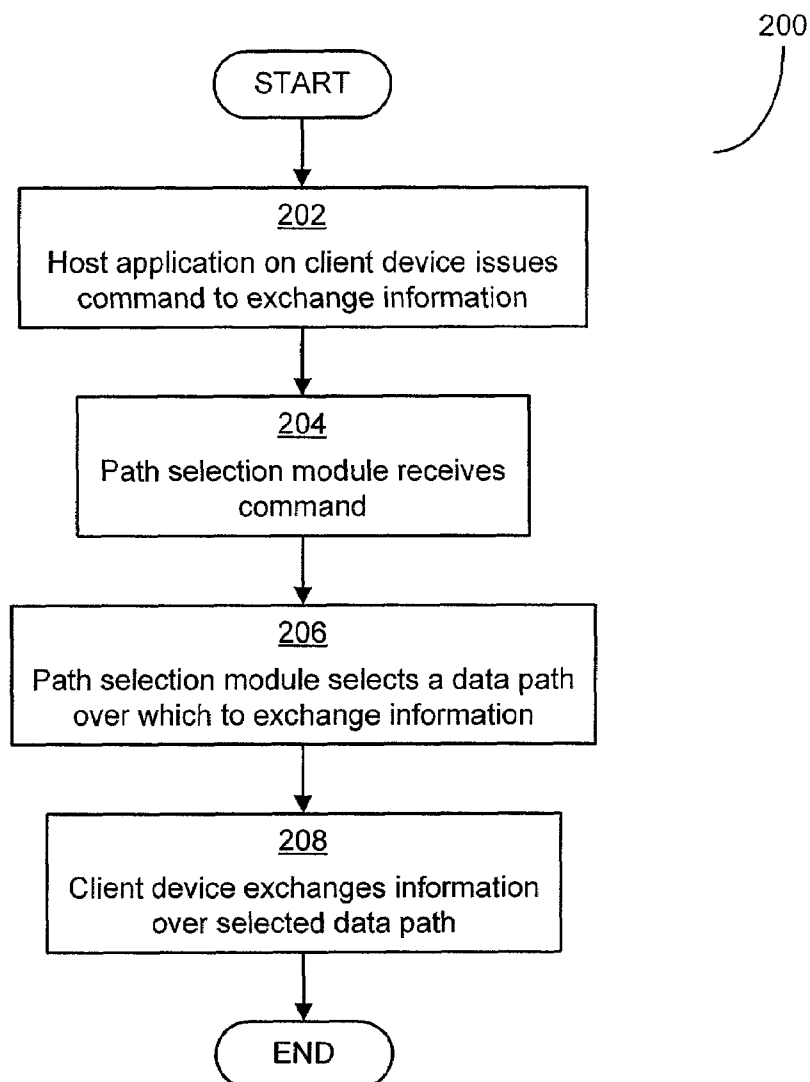 200
START
202
Host application on client device issues
command to exchange information
204
Path selection module receives
command
206
Path selection module selects a data path
over which to exchange information
208
Client device exchanges information
over selected data path
END